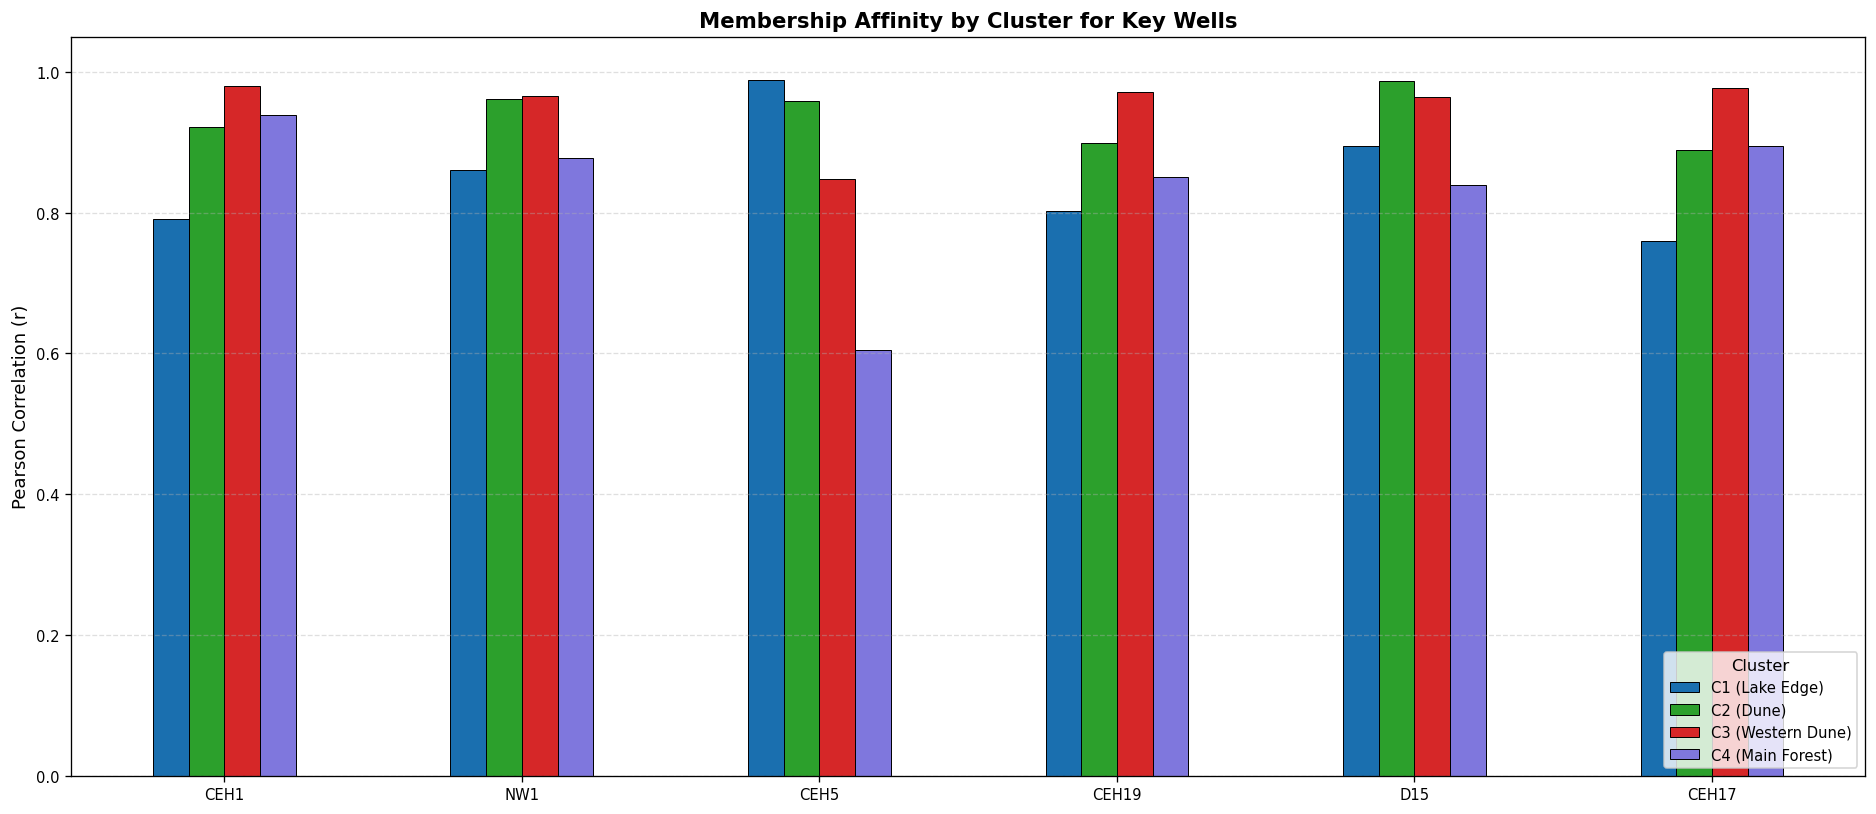 Membership Affinity by Cluster for Key Wells
Pearson Correlation (r)
1.0
0.8
0.6
0.4
0.2
0.0
CEH1
NW1
CEH5
CEH19
D15
CEH17
Cluster
C1 (Lake Edge)
C2 (Dune)
C3 (Western Dune)
C4 (Main Forest)